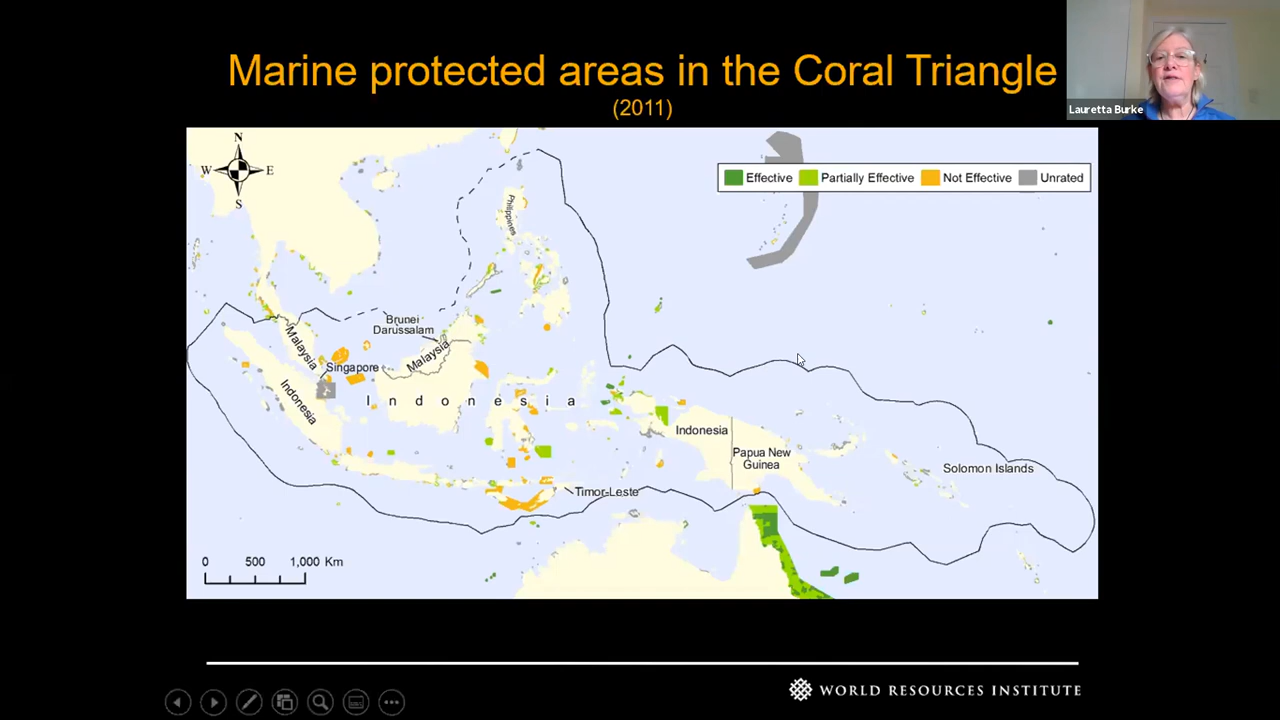 Marine protected areas in the Coral Triangle
(2011)
Lauretta Burke
N
W E
S
Effective Partially Effective Not Effective Unrated
Philippines
Brunei
Darussalam
Malaysia
Malaysia
Singapore
Indonesia
Indonesia
Indonesia
Papua New
Guinea
Solomon Islands
Timor-Leste
0 500 1,000 Km
WORLD RESOURCES INSTITUTE